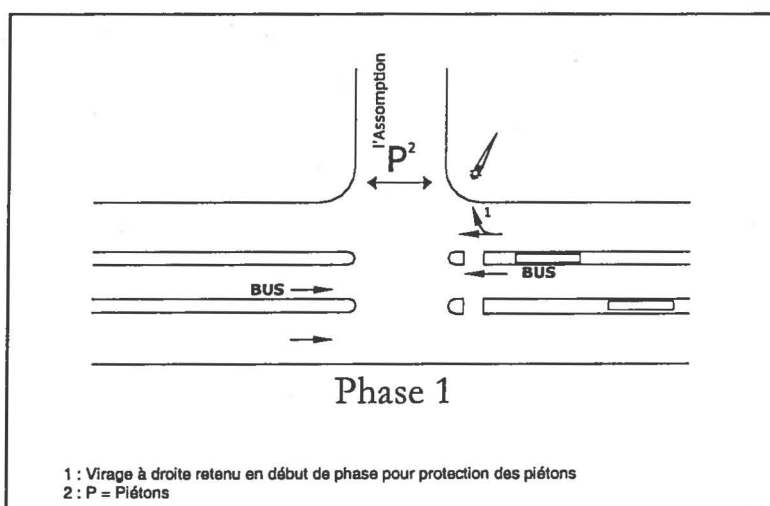 l'Assomption
P²
1
BUS
BUS
Phase 1
1 : Virage à droite retenu en début de phase pour protection des piétons
2 : P = Piétons